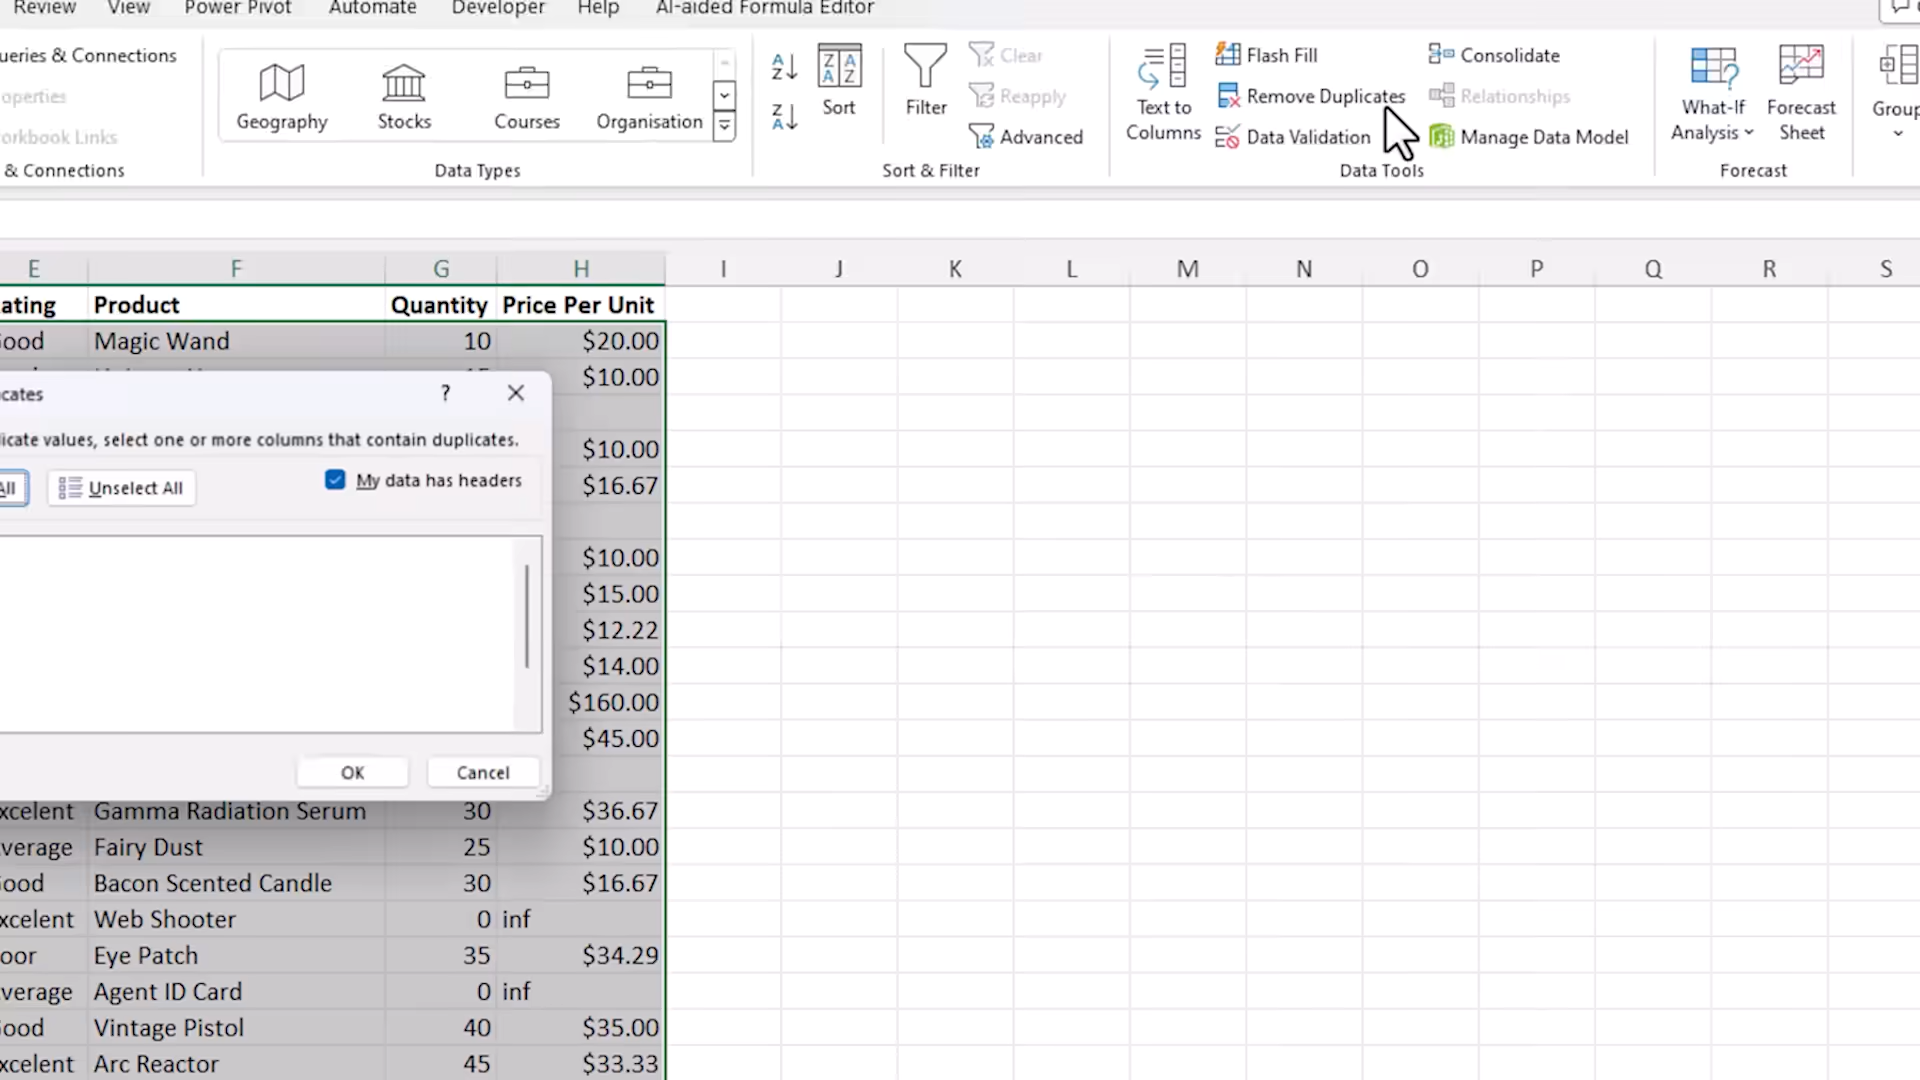 Review View Power Pivot Automate Developer Help AI-aided Formula Editor
ueries & Connections
operties
orkbook Links
& Connections
Geography Stocks Courses Organisation
Data Types
Sort Filter Clear
Reapply
Advanced
Sort & Filter
Text to Columns
Flash Fill
Remove Duplicates
Data Validation
Consolidate
Relationships
Manage Data Model
Data Tools
What-If Analysis
Forecast Sheet
Forecast
Group
E F G H I J K L M N O P Q R S
ating Product Quantity Price Per Unit
Good Magic Wand 10 $20.00
$10.00
$10.00
$16.67
$10.00
$15.00
$12.22
$14.00
$160.00
$45.00
cates ?
licate values, select one or more columns that contain duplicates.
All Unselect All My data has headers
OK Cancel
xcelent Gamma Radiation Serum 30 $36.67
verage Fairy Dust 25 $10.00
Good Bacon Scented Candle 30 $16.67
xcelent Web Shooter 0 inf
oor Eye Patch 35 $34.29
verage Agent ID Card 0 inf
Good Vintage Pistol 40 $35.00
xcelent Arc Reactor 45 $33.33